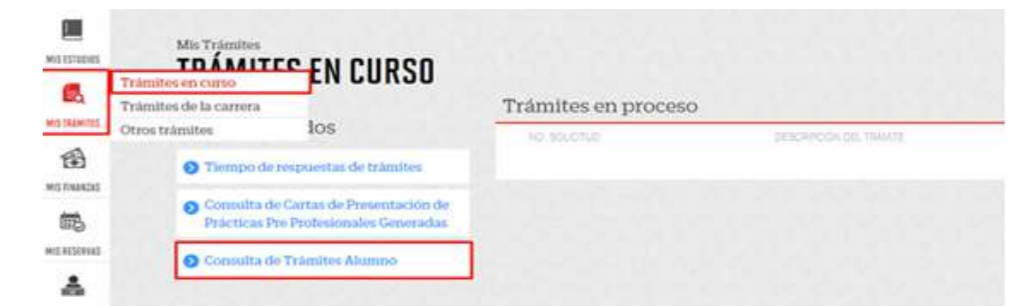 MIS ESTUDIOS
MIS TRÁMITES
MIS FINANZAS
MIS RESERVAS
Mis Trámites
TRÁMITES EN CURSO
Trámites en curso
Trámites de la carrera
Otros trámites
dos
Tiempo de respuestas de trámites
Consulta de Cartas de Presentación de
Prácticas Pre Profesionales Generadas
Consulta de Trámites Alumno
Trámites en proceso
NO. SOLICITUD
DESCRIPCIÓN DEL TRÁMITE